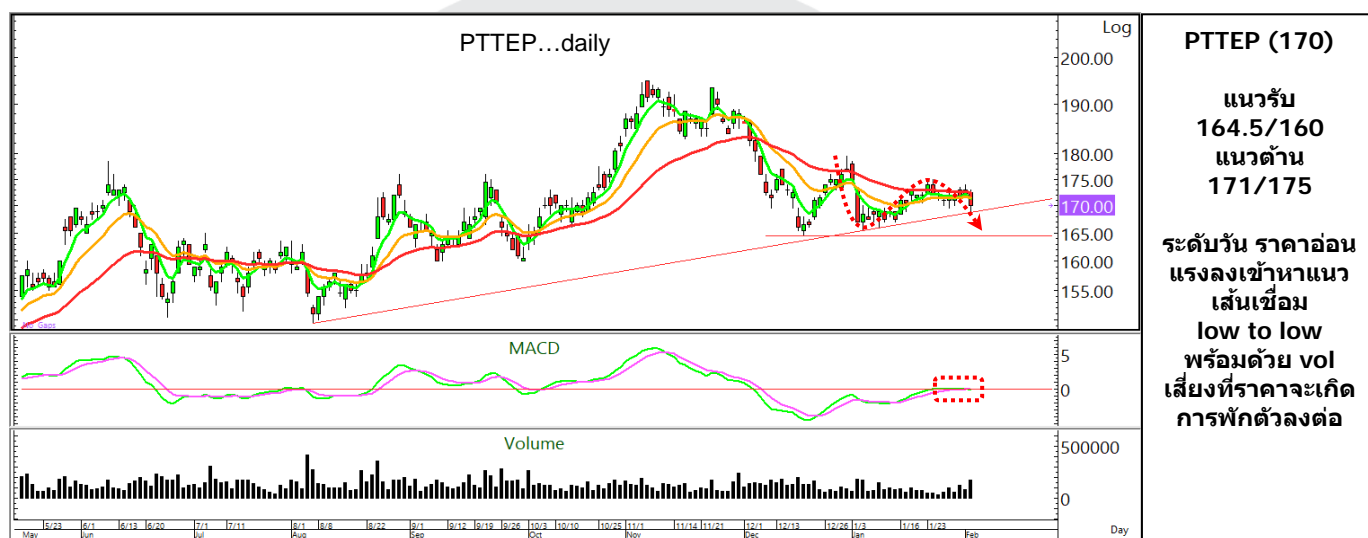 PTTEP...daily
Log
200.00
190.00
180.00
175.00
170.00
165.00
160.00
155.00
No Gaps
MACD
5
0
Volume
500000
0
5/23 6/1 6/13 6/20 7/1 7/11 8/1 8/8 8/22 9/1 9/12 9/19 9/26 10/3 10/10 10/25 11/1 11/14 11/21 12/1 12/13 12/26 1/3 1/16 1/23
May Jun Jul Aug Sep Oct Nov Dec Jan Feb
Day
PTTEP (170)
แนวรับ
164.5/160
แนวต้าน
171/175
ระดับวัน ราคาอ่อน
แรงลงเข้าหาแนว
เส้นเชื่อม
low to low
พร้อมด้วย vol
เสี่ยงที่ราคาจะเกิด
การพักตัวลงต่อ